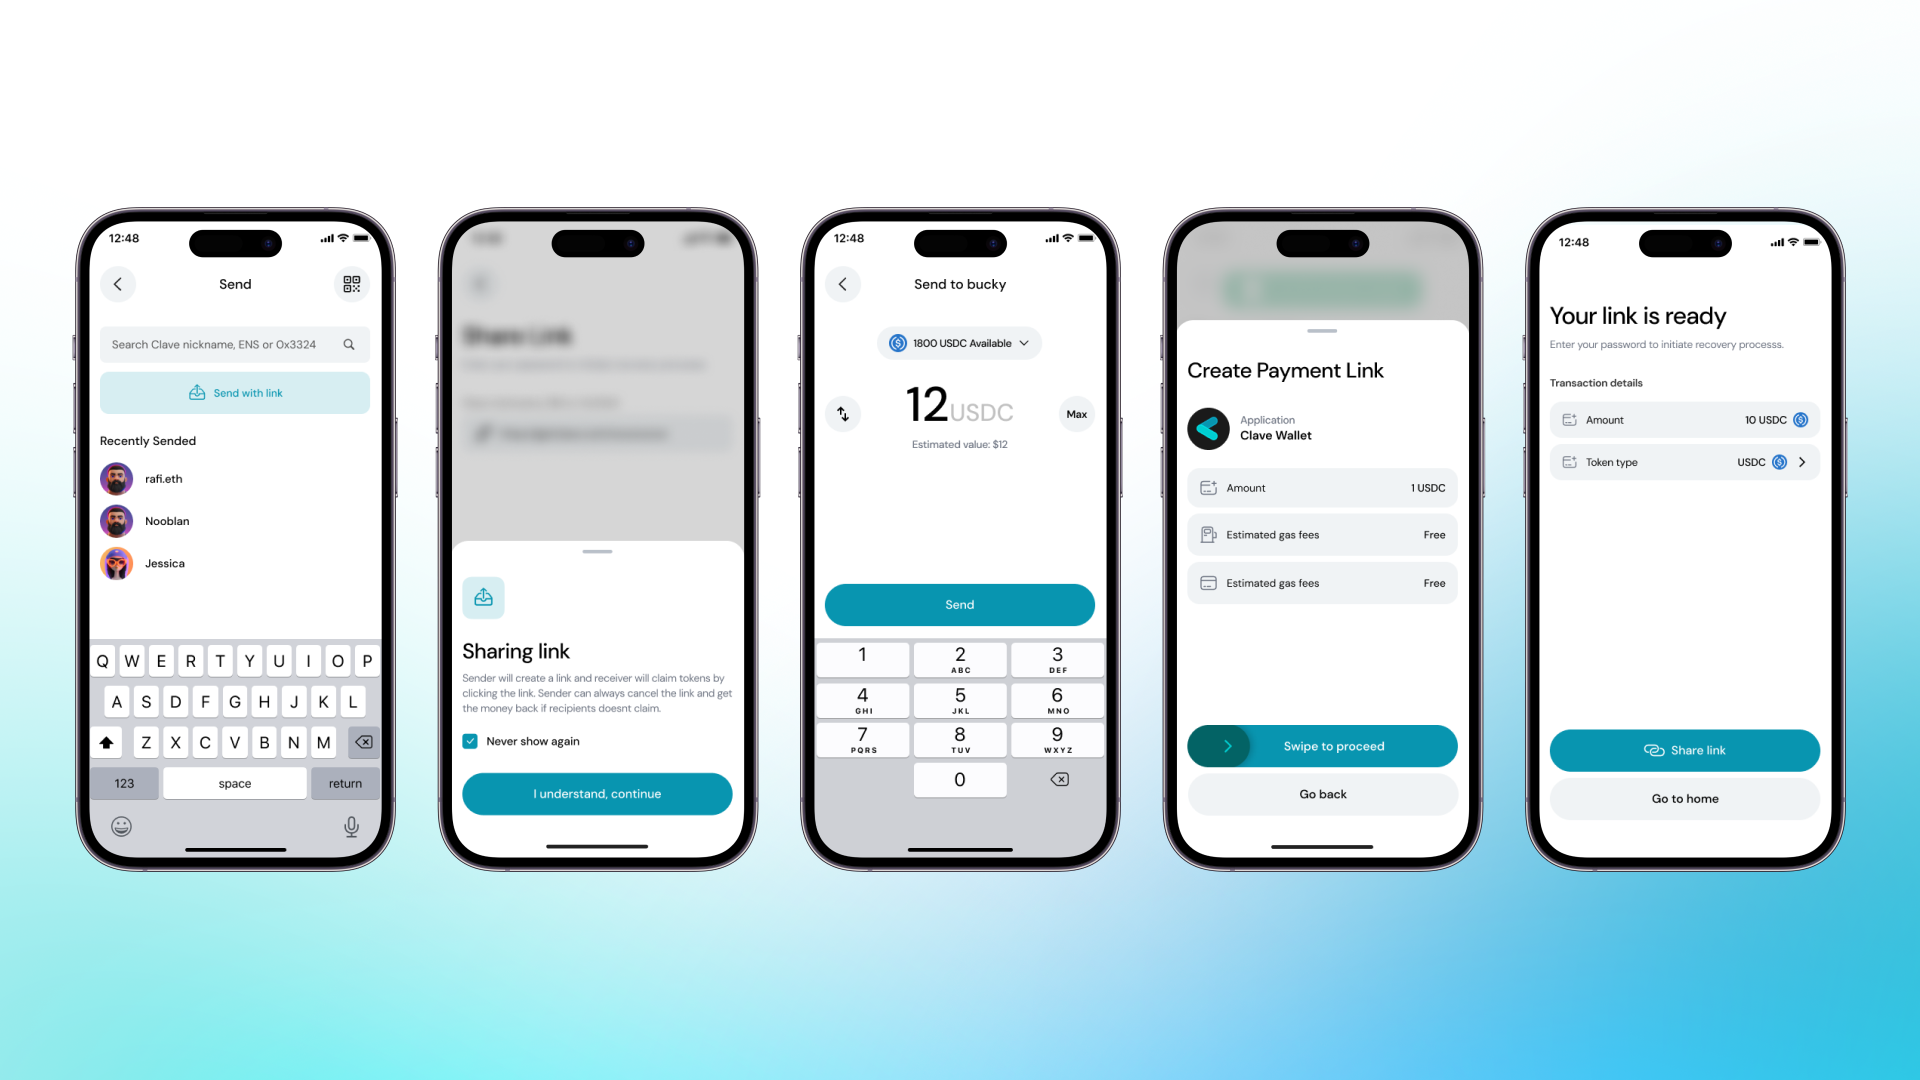 12:48
Send
Search Clave nickname, ENS or 0x3324
Send with link
Recently Sended
rafi.eth
Nooblan
Jessica
Q W E R T Y U I O P
A S D F G H J K L
Z X C V B N M
123 space return
Share Link
Sharing link
Sender will create a link and receiver will claim tokens by
clicking the link. Sender can always cancel the link and get
the money back if recipients doesnt claim.
Never show again
I understand, continue
12:48
Send to bucky
1800 USDC Available
12 USDC
Max
Estimated value: $12
Send
1 2 3
ABC DEF
4 5 6
GHI JKL MNO
7 8 9
PQRS TUV WXYZ
0
Create Payment Link
Application
Clave Wallet
Amount 1 USDC
Estimated gas fees Free
Estimated gas fees Free
Swipe to proceed
Go back
12:48
Your link is ready
Enter your password to initiate recovery processs.
Transaction details
Amount 10 USDC
Token type USDC
Share link
Go to home